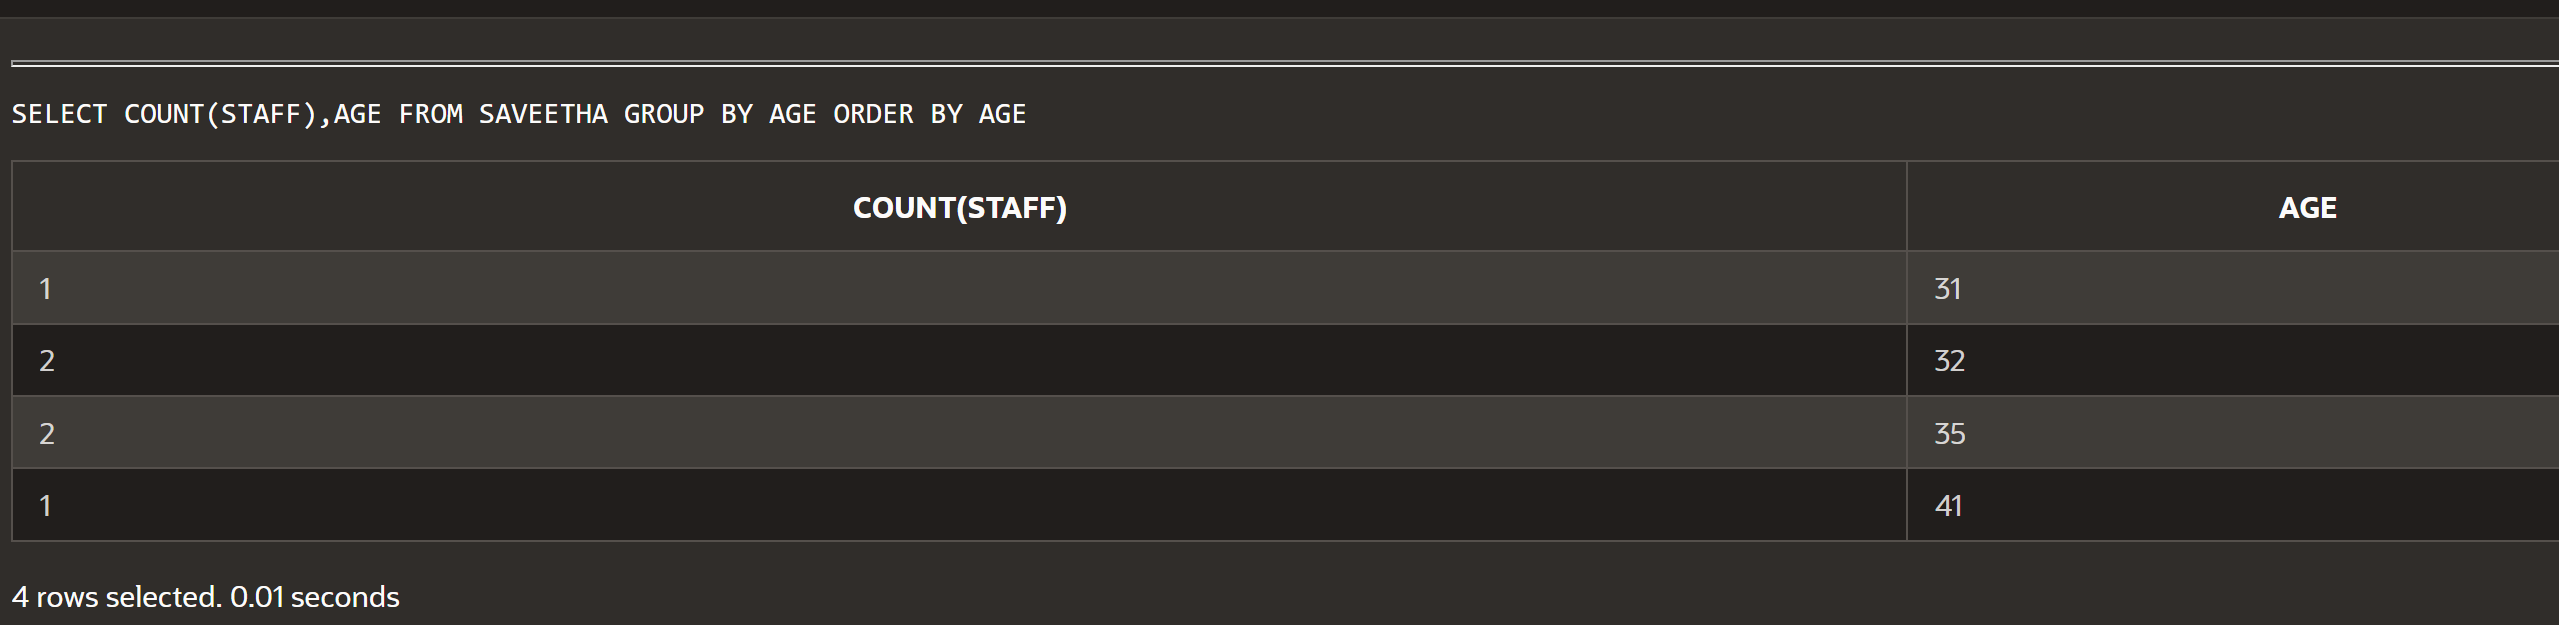 SELECT COUNT(STAFF),AGE FROM SAVEETHA GROUP BY AGE ORDER BY AGE
COUNT(STAFF) AGE
1 31
2 32
2 35
1 41
4 rows selected. 0.01 seconds